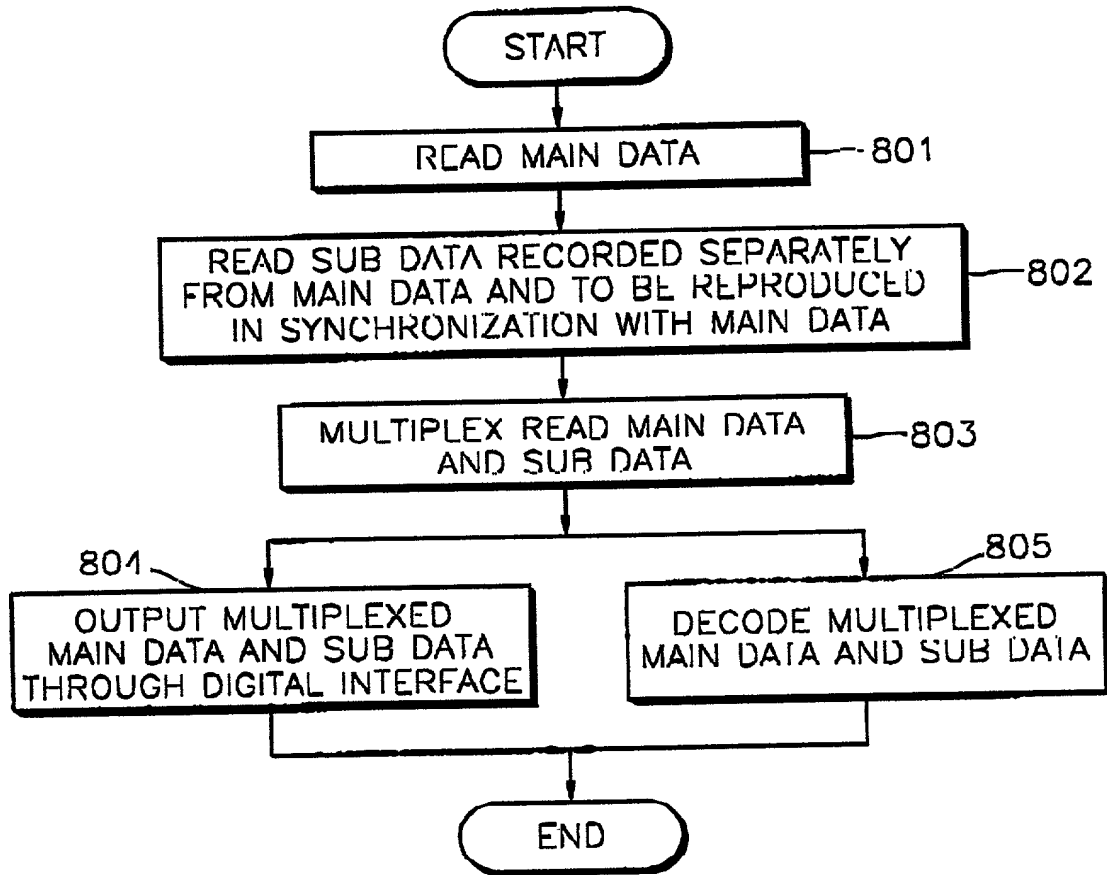 START
READ MAIN DATA
801
READ SUB DATA RECORDED SEPARATELY
FROM MAIN DATA AND TO BE REPRODUCED
IN SYNCHRONIZATION WITH MAIN DATA
802
MULTIPLEX READ MAIN DATA
AND SUB DATA
803
804
OUTPUT MULTIPLEXED
MAIN DATA AND SUB DATA
THROUGH DIGITAL INTERFACE
805
DECODE MULTIPLEXED
MAIN DATA AND SUB DATA
END